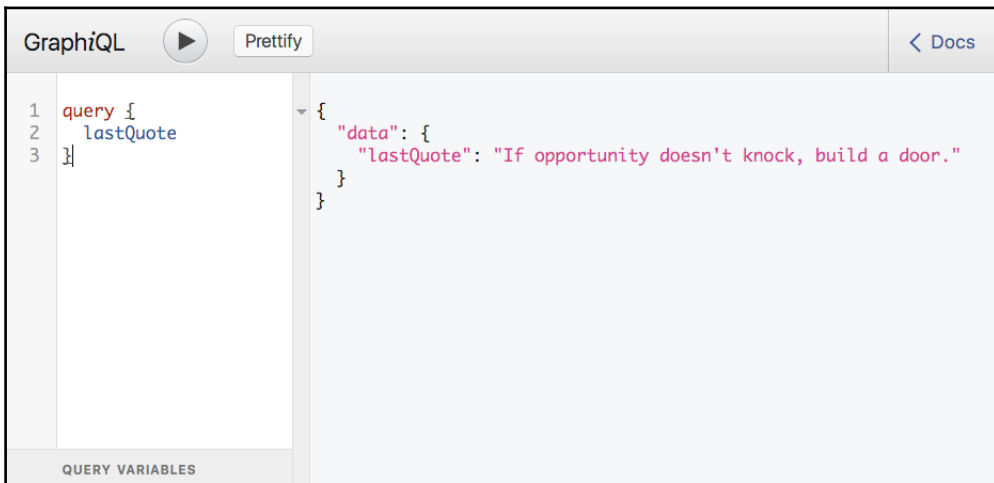 GraphiQL Prettify < Docs
1 query {
2 lastQuote
3 }
{
"data": {
"lastQuote": "If opportunity doesn't knock, build a door."
}
}
QUERY VARIABLES